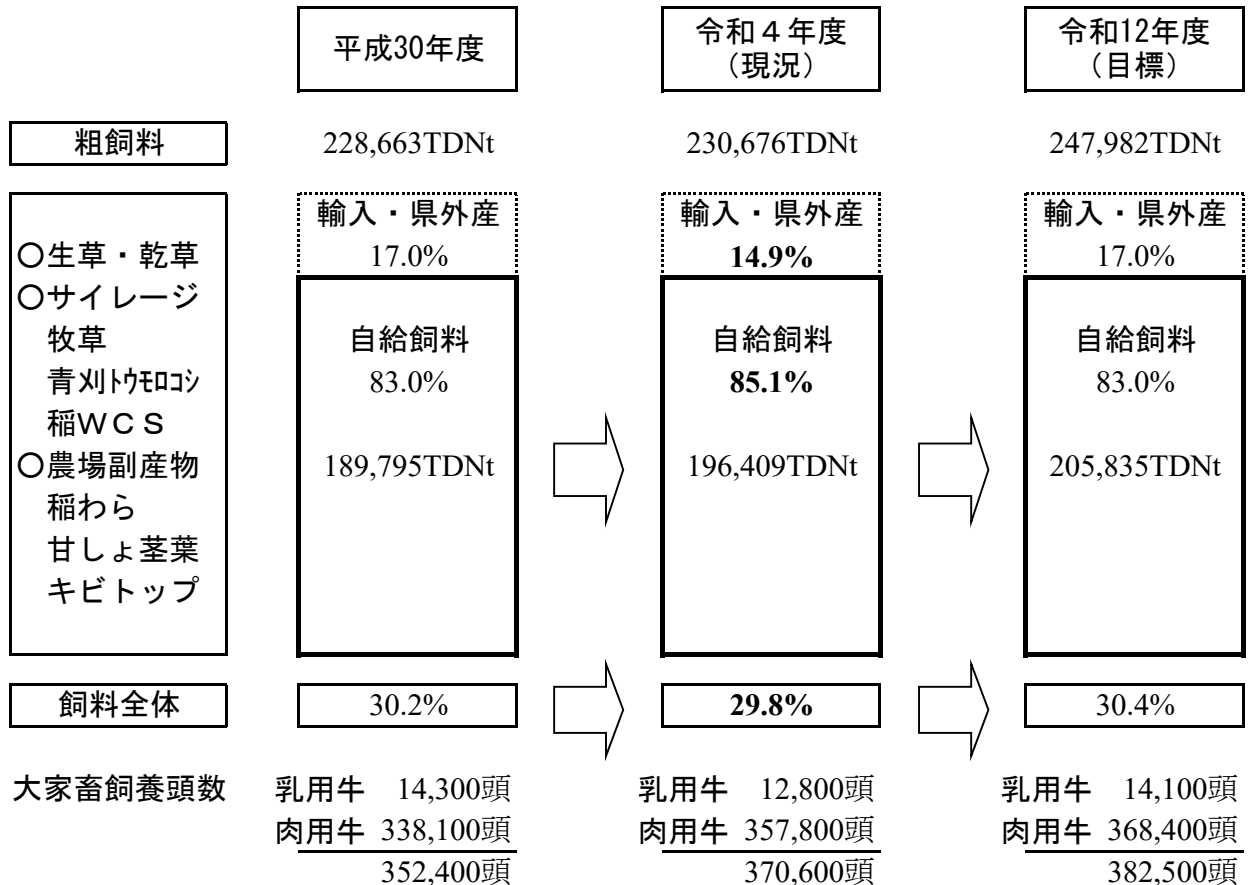 平成30年度
令和４年度
（現況）
令和12年度
（目標）
粗飼料
228,663TDNt
230,676TDNt
247,982TDNt
〇生草・乾草
〇サイレージ
牧草
青刈ﾄｳﾓﾛｺｼ
稲ＷＣＳ
〇農場副産物
稲わら
甘しょ茎葉
キビトップ
輸入・県外産
17.0%
自給飼料
83.0%
189,795TDNt
輸入・県外産
14.9%
自給飼料
85.1%
196,409TDNt
輸入・県外産
17.0%
自給飼料
83.0%
205,835TDNt
飼料全体
30.2%
29.8%
30.4%
大家畜飼養頭数
乳用牛 14,300頭
肉用牛 338,100頭
352,400頭
乳用牛 12,800頭
肉用牛 357,800頭
370,600頭
乳用牛 14,100頭
肉用牛 368,400頭
382,500頭